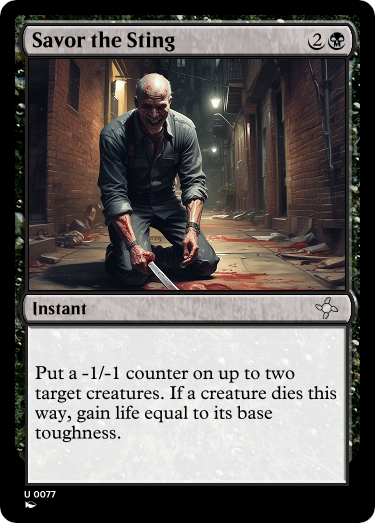 Savor the Sting 2
Instant
Put a -1/-1 counter on up to two
target creatures. If a creature dies this
way, gain life equal to its base
toughness.
U 0077